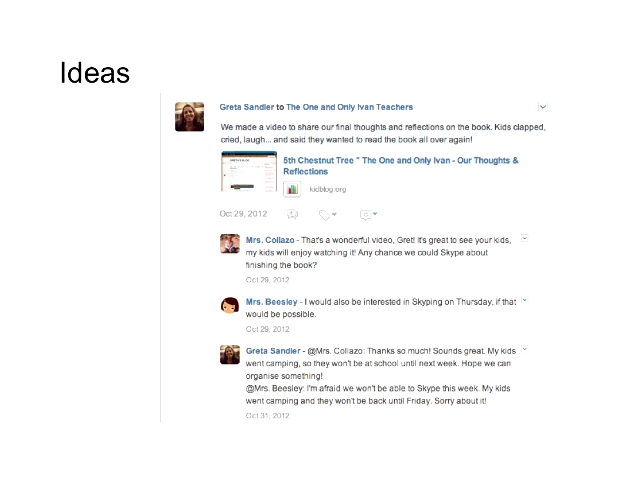 Ideas
Greta Sandler to The One and Only Ivan Teachers
We made a video to share our final thoughts and reflections on the book. Kids clapped,
cried, laugh... and said they wanted to read the book all over again!
5th Chestnut Tree " The One and Only Ivan - Our Thoughts &
Reflections
kidblog.org
Oct 29, 2012
Mrs. Collazo - That's a wonderful video, Gret! It's great to see your kids,
my kids will enjoy watching it! Any chance we could Skype about
finishing the book?
Oct 29, 2012
Mrs. Beesley - I would also be interested in Skyping on Thursday, if that
would be possible.
Oct 29, 2012
Greta Sandler - @Mrs. Collazo: Thanks so much! Sounds great. My kids
went camping, so they won't be at school until next week. Hope we can
organise something!
@Mrs. Beesley: I'm afraid we won't be able to Skype this week. My kids
went camping and they won't be back until Friday. Sorry about it!
Oct 31, 2012